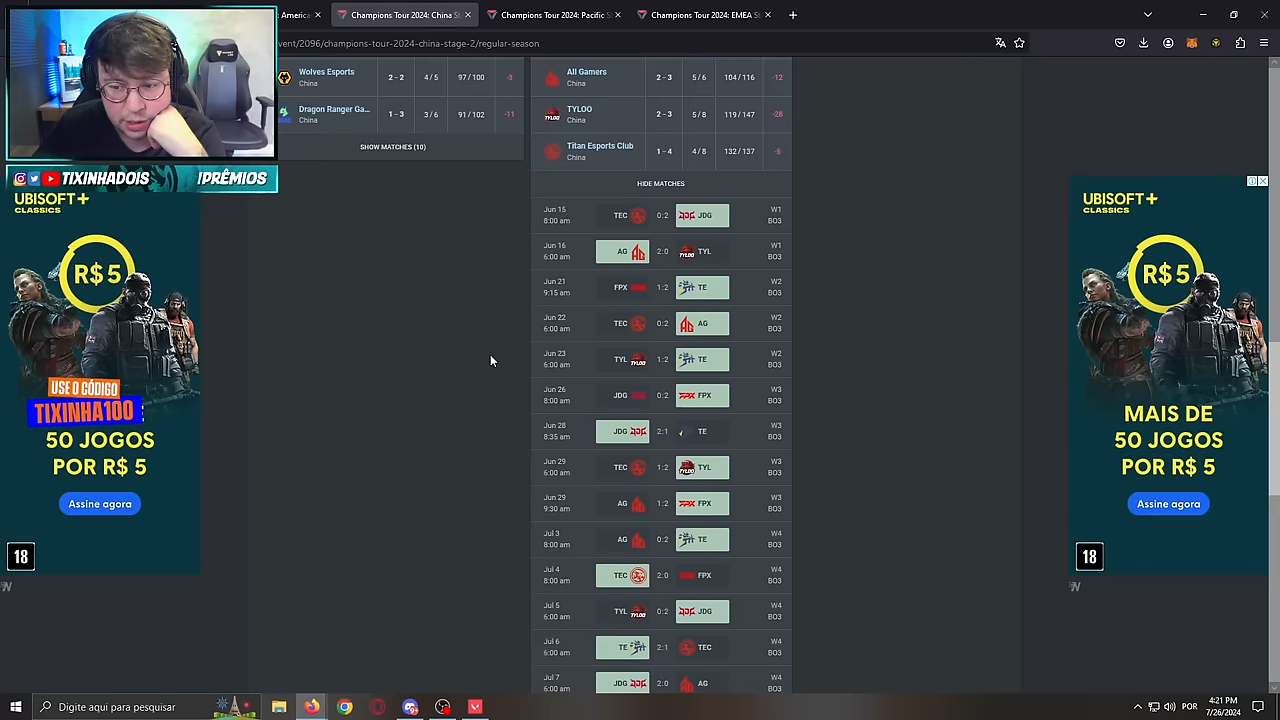 Americ
Champions Tour 2024: China S
Champions Tour 2024: Pacific S
Champions Tour 2024: EMEA S
event/7096/champions-tour-2024-china-s
/regular-season
Wolves Esports
China
2 – 2
4/5
97/100
Dragon Ranger Ga...
China
1 – 3
3/6
91/102
-11
SHOW MATCHES (10)
All Gamers
China
2 – 3
5/6
104/116
-12
TYLOO
China
2 – 3
5/8
119/147
-28
Titan Esports Club
China
1 – 4
4/8
132/137
-5
HIDE MATCHES
Jun 15
8:00 am
TEC
0:2
JDG
W1
BO3
Jun 16
6:00 am
AG
2:0
TYL
W1
BO3
Jun 21
9:15 am
FPX
1:2
TE
W2
BO3
Jun 22
6:00 am
TEC
0:2
AG
W2
BO3
Jun 23
6:00 am
TYL
1:2
TE
W2
BO3
Jun 26
8:00 am
JDG
0:2
FPX
W3
BO3
Jun 28
8:35 am
JDG
2:1
TE
W3
BO3
Jun 29
6:00 am
TEC
1:2
TYL
W3
BO3
Jun 29
9:30 am
AG
1:2
FPX
W3
BO3
Jul 3
6:00 am
AG
0:2
TE
W4
BO3
Jul 4
8:00 am
TEC
2:0
FPX
W4
BO3
Jul 5
6:00 am
TYL
0:2
JDG
W4
BO3
Jul 6
6:00 am
TE
2:1
TEC
W4
BO3
Jul 7
6:00 am
JDG
2:0
AG
W4
BO3
TIXINHADOIS
!PRÊMIOS
UBISOFT+
CLASSICS
R$ 5
USE O CÓDIGO
TIXINHA100
50 JOGOS
POR R$ 5
Assine agora
18
UBISOFT+
CLASSICS
R$ 5
MAIS DE
50 JOGOS
POR R$ 5
Assine agora
18
Digite aqui para pesquisar
POR
4:21 PM
7/26/2024